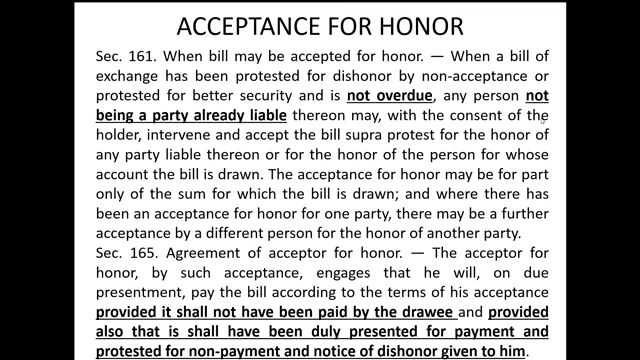 ACCEPTANCE FOR HONOR
Sec. 161. When bill may be accepted for honor. — When a bill of
exchange has been protested for dishonor by non-acceptance or
protested for better security and is not overdue, any person not
being a party already liable thereon may, with the consent of the
holder, intervene and accept the bill supra protest for the honor of
any party liable thereon or for the honor of the person for whose
account the bill is drawn. The acceptance for honor may be for part
only of the sum for which the bill is drawn; and where there has
been an acceptance for honor for one party, there may be a further
acceptance by a different person for the honor of another party.
Sec. 165. Agreement of acceptor for honor. — The acceptor for
honor, by such acceptance, engages that he will, on due
presentment, pay the bill according to the terms of his acceptance
provided it shall not have been paid by the drawee and provided
also that is shall have been duly presented for payment and
protested for non-payment and notice of dishonor given to him.